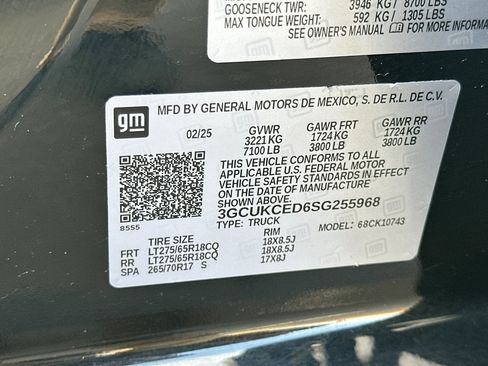 GOOSENECK TWR: 3946 KG/ 8700 LBS
MAX TONGUE WEIGHT: 592 KG/ 1305 LBS
SEE OWNER'S MANUAL FOR MORE INFORMATION
gm
MFD BY GENERAL MOTORS DE MEXICO, S. DE R.L. DE C.V.
02/25 GVWR GAWR FRT GAWR RR
3221 KG 1724 KG 1724 KG
7100 LB 3800 LB 3800 LB
THIS VEHICLE CONFORMS TO ALL
APPLICABLE U.S. FEDERAL MOTOR
VEHICLE SAFETY STANDARDS IN EFFECT ON
THE DATE OF MANUFACTURE SHOWN ABOVE.
3GCUKCED6SG255968
8555 TYPE: TRUCK MODEL: 68CK10743
TIRE SIZE RIM
FRT LT275/65R18CQ 18X8.5J
RR LT275/65R18CQ 18X8.5J
SPA 265/70R17 S 17X8J